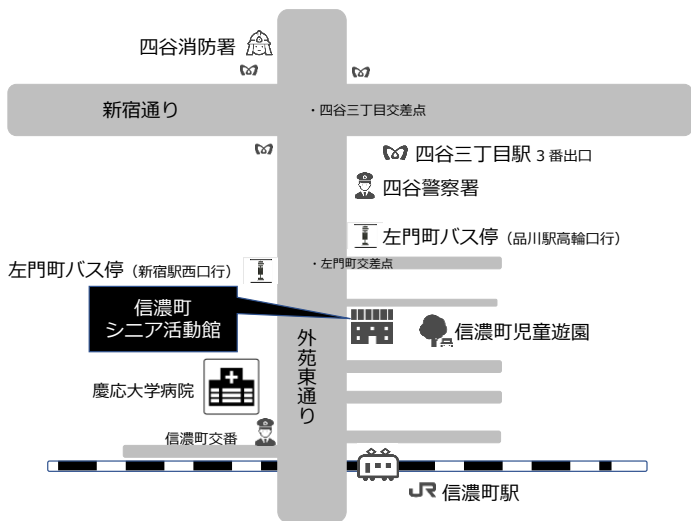 四谷消防署
新宿通り
・四谷三丁目交差点
四谷三丁目駅 3 番出口
四谷警察署
左門町バス停（品川駅高輪口行）
左門町バス停（新宿駅西口行）
・左門町交差点
信濃町
シニア活動館
信濃町児童遊園
外苑東通り
慶応大学病院
信濃町交番
JR 信濃町駅